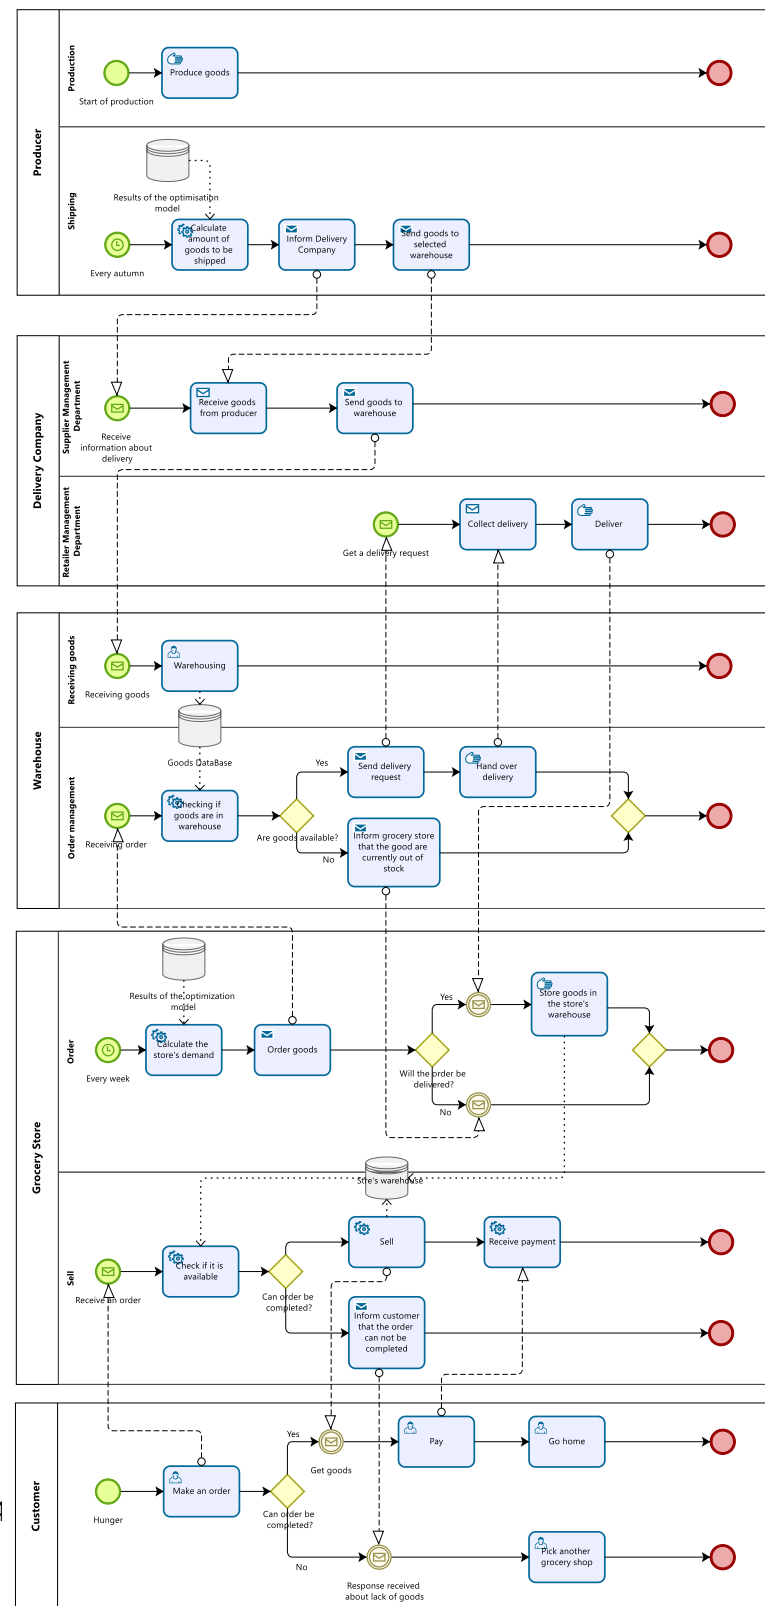 Producer
Production
Start of production
Produce goods
Shipping
Results of the optimisation
model
Every autumn
Calculate
amount of
goods to be
shipped
Inform Delivery
Company
Send goods to
selected
warehouse
Delivery Company
Supplier Management
Department
Receive
information about
delivery
Receive goods
from producer
Send goods to
warehouse
Retailer Management
Department
Get a delivery request
Collect delivery
Deliver
Warehouse
Receiving goods
Receiving goods
Warehousing
Goods DataBase
Order management
Receiving order
Checking if
goods are in
warehouse
Are goods available?
Yes
Send delivery
request
Hand over
delivery
No
Inform grocery store
that the good are
currently out of
stock
Grocery Store
Order
Results of the optimization
model
Every week
Calculate the
store's demand
Order goods
Will the order be
delivered?
Yes
Store goods in
the store's
warehouse
No
Sell
Stre's warehouse
Receive an order
Check if it is
available
Can order be
completed?
Sell
Receive payment
Inform customer
that the order
can not be
completed
Customer
Hunger
Make an order
Can order be
completed?
Yes
Get goods
Pay
Go home
No
Response received
about lack of goods
Pick another
grocery shop